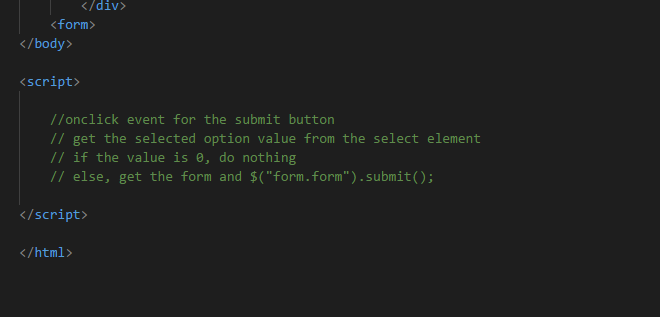 </div>
<form>
</body>
<script>
//onclick event for the submit button
// get the selected option value from the select element
// if the value is 0, do nothing
// else, get the form and $("form.form").submit();
</script>
</html>